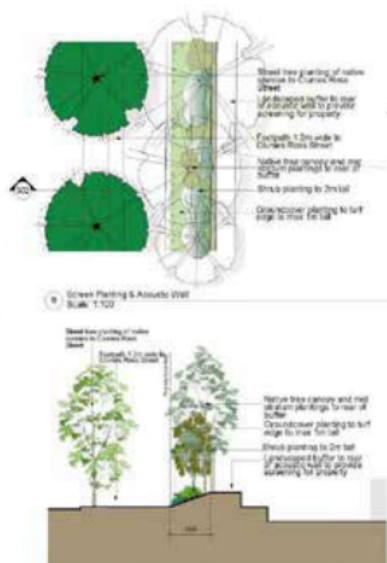 Street tree planting of native
species to Clunies Ross
Street
Landscaped buffer to rear
of acoustic wall to provide
screening for property
Footpath 1.2m wide to
Clunies Ross Street
Native tree canopy and mid
stratum plantings to rear of
buffer
Shrub planting to 2m tall
Groundcover planting to turf
edge to max 1m tall
Screen Planting & Acoustic Wall
Scale 1:100
Street tree planting of native
species to Clunies Ross
Street
Footpath 1.2m wide to
Clunies Ross Street
Native tree canopy and mid
stratum plantings to rear of
buffer
Groundcover planting to turf
edge to max 1m tall
Shrub planting to 2m tall
Landscaped buffer to rear
of acoustic wall to provide
screening for property